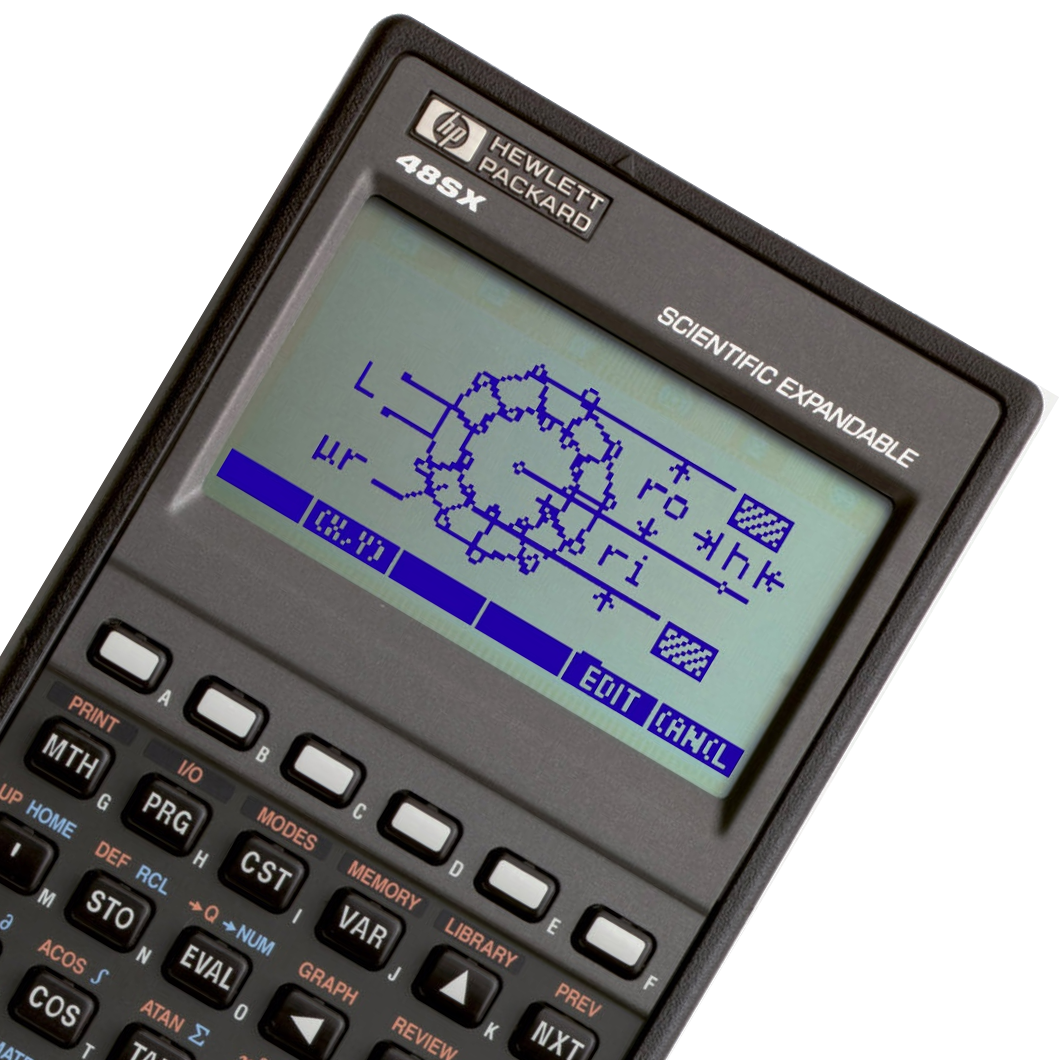 hp HEWLETT
PACKARD
48SX
SCIENTIFIC EXPANDABLE
L
µr
ro
ri
h
(X,Y)
EDIT
CANCL
A
B
C
D
E
F
PRINT
I/O
MODES
MEMORY
LIBRARY
PREV
MTH
G
PRG
H
CST
I
VAR
J
▲
K
NXT
UP HOME
DEF RCL
→Q →NUM
GRAPH
REVIEW
'
M
STO
N
EVAL
O
◀
∂
ACOS ∫
ATAN Σ
COS
T